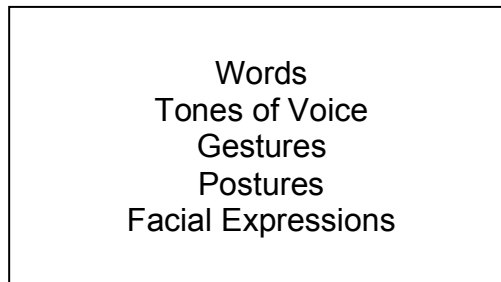 Words
Tones of Voice
Gestures
Postures
Facial Expressions